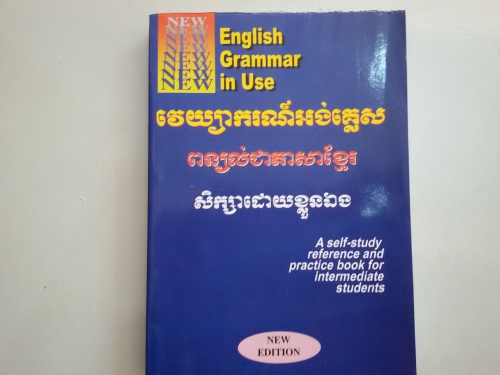 NEW
NEW
NEW
English
Grammar
in Use
វេយ្យាករណ៍អង់គ្លេស
ពន្យល់ជាភាសាខ្មែរ
សិក្សាដោយខ្លួនឯង
A self-study
reference and
practice book for
intermediate
students
NEW
EDITION